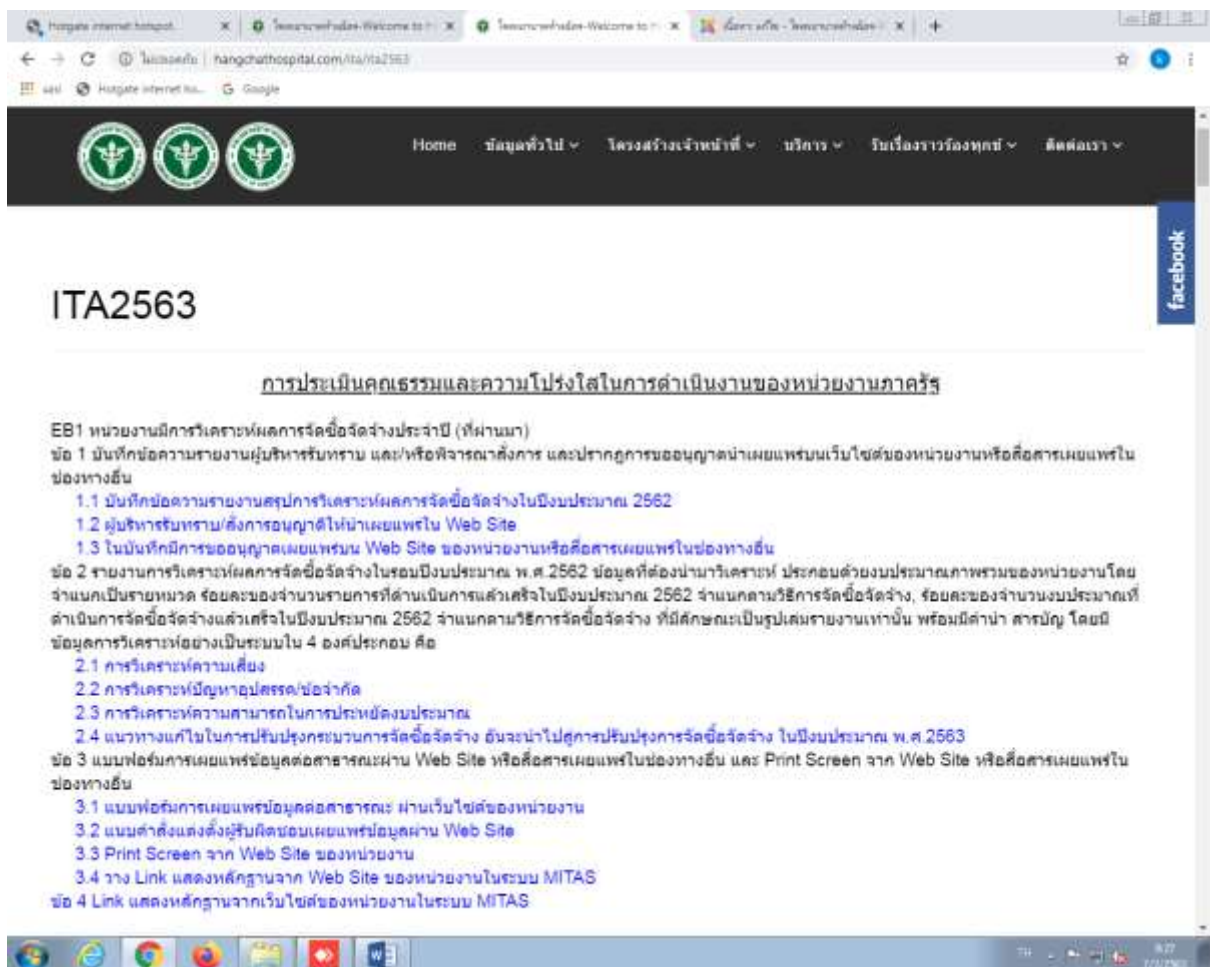 Hotgate internet hotspot
โรงพยาบาลห้างฉัตร-Welcome to
โรงพยาบาลห้างฉัตร-Welcome to
ไม่ปลอดภัย | hangchathospital.com/ita/ita2563
แอป Hotgate internet ho... Google
Home ข้อมูลทั่วไป โครงสร้างเจ้าหน้าที่ บริการ รับเรื่องราวร้องทุกข์ ติดต่อเรา
facebook
ITA2563
การประเมินคุณธรรมและความโปร่งใสในการดำเนินงานของหน่วยงานภาครัฐ
EB1 หน่วยงานมีการวิเคราะห์ผลการจัดซื้อจัดจ้างประจำปี (ที่ผ่านมา)
ข้อ 1 บันทึกข้อความรายงานผู้บริหารรับทราบ และ/หรือพิจารณาสั่งการ และปรากฏการขออนุญาตนำเผยแพร่บนเว็บไซต์ของหน่วยงานหรือสื่อสารเผยแพร่ใน
ช่องทางอื่น
1.1 บันทึกข้อความรายงานสรุปการวิเคราะห์ผลการจัดซื้อจัดจ้างในปีงบประมาณ 2562
1.2 ผู้บริหารรับทราบ/สั่งการอนุญาติให้นำเผยแพร่ใน Web Site
1.3 ในบันทึกมีการขออนุญาตเผยแพร่บน Web Site ของหน่วยงานหรือสื่อสารเผยแพร่ในช่องทางอื่น
ข้อ 2 รายงานการวิเคราะห์ผลการจัดซื้อจัดจ้างในรอบปีงบประมาณ พ.ศ.2562 ข้อมูลที่ต้องนำมาวิเคราะห์ ประกอบด้วยงบประมาณภาพรวมของหน่วยงานโดย
จำแนกเป็นรายหมวด ร้อยละของจำนวนรายการที่ดำเนินการแล้วเสร็จในปีงบประมาณ 2562 จำแนกตามวิธีการจัดซื้อจัดจ้าง, ร้อยละของจำนวนงบประมาณที่
ดำเนินการจัดซื้อจัดจ้างแล้วเสร็จในปีงบประมาณ 2562 จำแนกตามวิธีการจัดซื้อจัดจ้าง ที่มีลักษณะเป็นรูปเล่มรายงานเท่านั้น พร้อมมีคำนำ สารบัญ โดยมี
ข้อมูลการวิเคราะห์อย่างเป็นระบบใน 4 องค์ประกอบ คือ
2.1 การวิเคราะห์ความเสี่ยง
2.2 การวิเคราะห์ปัญหาอุปสรรค/ข้อจำกัด
2.3 การวิเคราะห์ความสามารถในการประหยัดงบประมาณ
2.4 แนวทางแก้ไขในการปรับปรุงกระบวนการจัดซื้อจัดจ้าง อันจะนำไปสู่การปรับปรุงการจัดซื้อจัดจ้าง ในปีงบประมาณ พ.ศ.2563
ข้อ 3 แบบฟอร์มการเผยแพร่ข้อมูลต่อสาธารณะผ่าน Web Site หรือสื่อสารเผยแพร่ในช่องทางอื่น และ Print Screen จาก Web Site หรือสื่อสารเผยแพร่ใน
ช่องทางอื่น
3.1 แบบฟอร์มการเผยแพร่ข้อมูลต่อสาธารณะ ผ่านเว็บไซต์ของหน่วยงาน
3.2 แนบคำสั่งแต่งตั้งผู้รับผิดชอบเผยแพร่ข้อมูลผ่าน Web Site
3.3 Print Screen จาก Web Site ของหน่วยงาน
3.4 วาง Link แสดงหลักฐานจาก Web Site ของหน่วยงานในระบบ MITAS
ข้อ 4 Link แสดงหลักฐานจากเว็บไซต์ของหน่วยงานในระบบ MITAS
TH